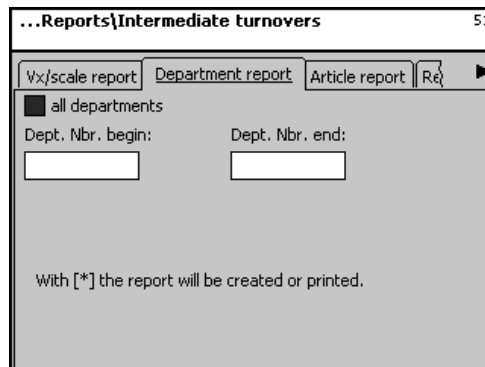 ...Reports\Intermediate turnovers
Vx/scale report Department report Article report
all departments
Dept. Nbr. begin: Dept. Nbr. end:
With [*] the report will be created or printed.